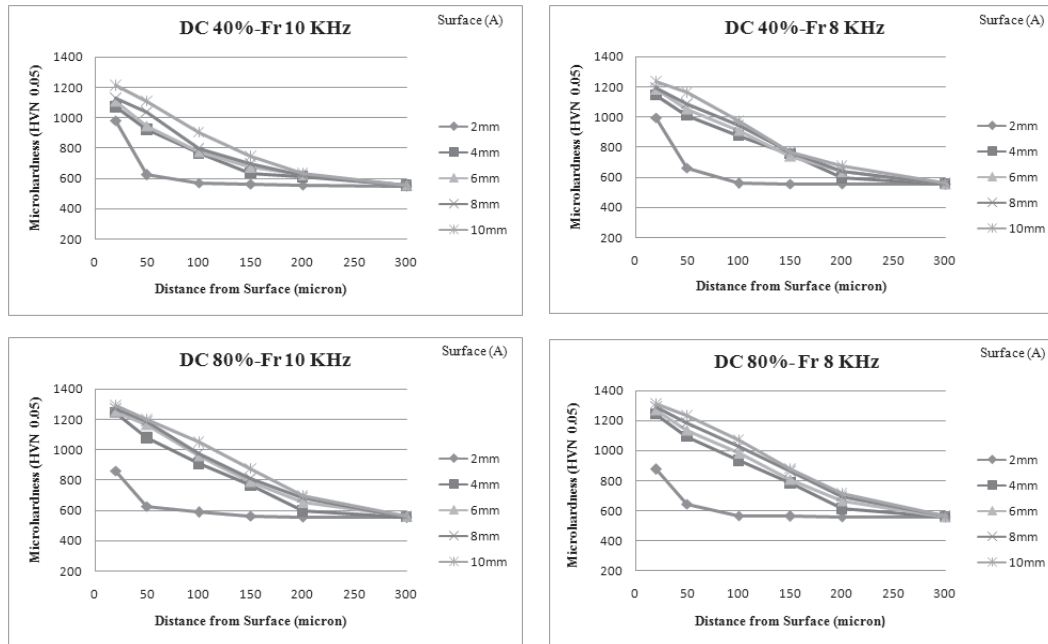 DC 40%-Fr 10 KHz
Surface (A)
Microhardness (HVN 0.05)
1400
1200
1000
800
600
400
200
0 50 100 150 200 300
Distance from Surface (micron)
2mm
4mm
6mm
8mm
10mm
DC 40%-Fr 8 KHz
Surface (A)
Microhardness (HVN 0.05)
1400
1200
1000
800
600
400
200
0 50 100 150 200 300
Distance from Surface (micron)
2mm
4mm
6mm
8mm
10mm
DC 80%-Fr 10 KHz
Surface (A)
Microhardness (HVN 0.05)
1400
1200
1000
800
600
400
200
0 50 100 150 200 300
Distance from Surface (micron)
2mm
4mm
6mm
8mm
10mm
DC 80%- Fr 8 KHz
Surface (A)
Microhardness (HVN 0.05)
1400
1200
1000
800
600
400
200
0 50 100 150 200 300
Distance from Surface (micron)
2mm
4mm
6mm
8mm
10mm